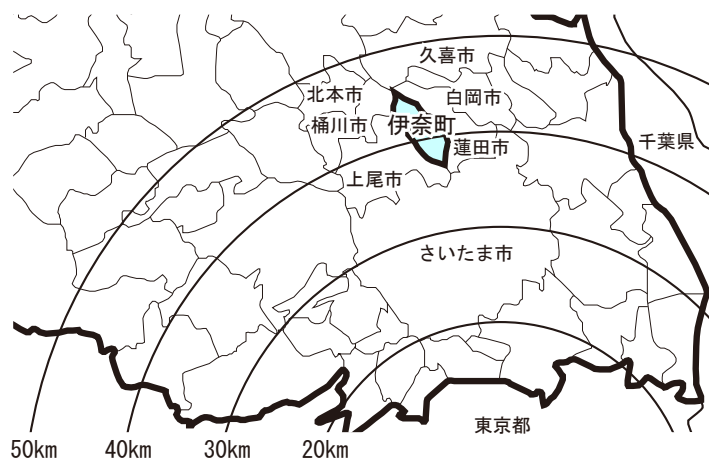 久喜市
北本市
白岡市
桶川市
伊奈町
千葉県
蓮田市
上尾市
さいたま市
東京都
50km 40km 30km 20km